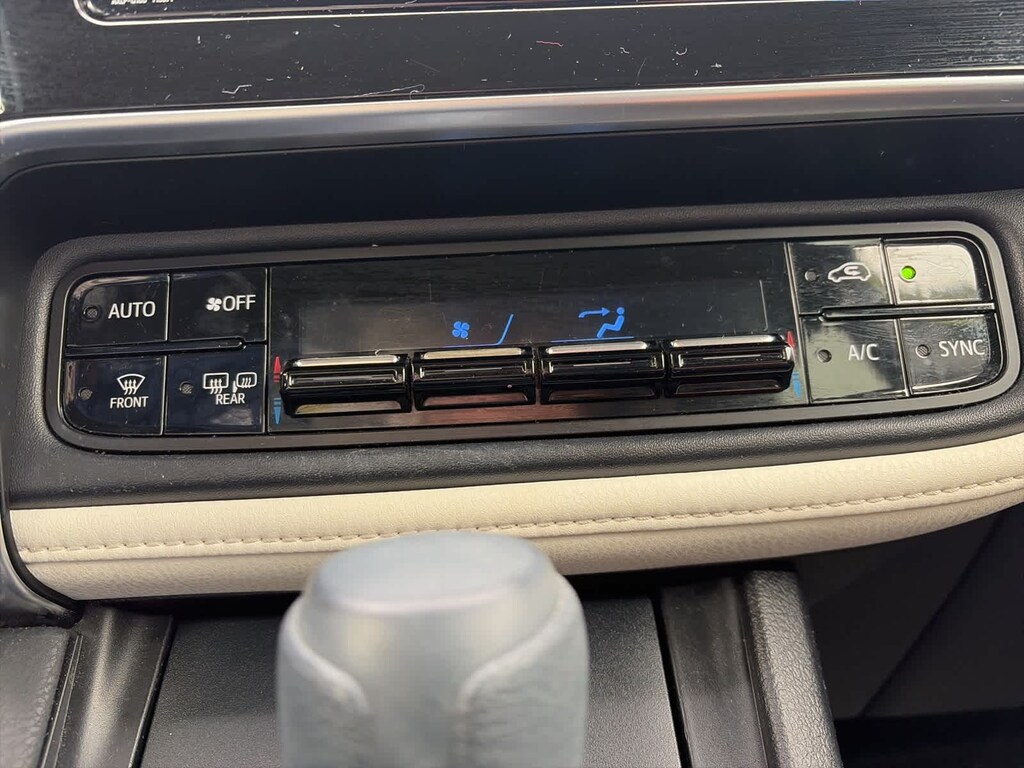 AUTO
OFF
FRONT
REAR
A/C
SYNC